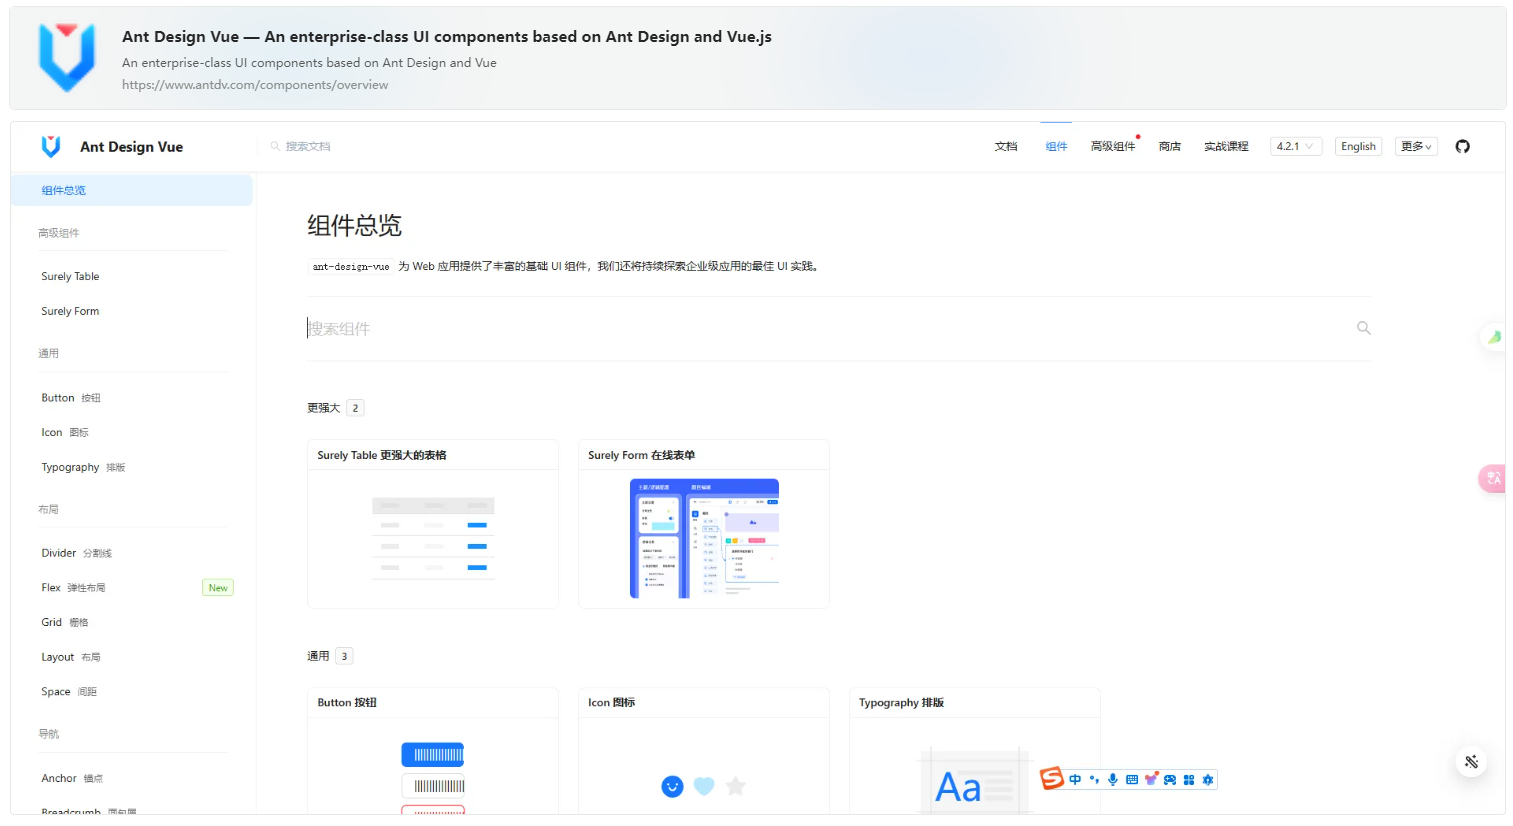 Ant Design Vue — An enterprise-class UI components based on Ant Design and Vue.js
An enterprise-class UI components based on Ant Design and Vue
https://www.antdv.com/components/overview
Ant Design Vue
搜索文档
文档
组件
高级组件
商店
实战课程
4.2.1
English
更多
组件总览
高级组件
Surely Table
Surely Form
通用
Button 按钮
Icon 图标
Typography 排版
布局
Divider 分割线
Flex 弹性布局
New
Grid 栅格
Layout 布局
Space 间距
导航
Anchor 锚点
Breadcrumb 面包屑
组件总览
ant-design-vue 为 Web 应用提供了丰富的基础 UI 组件，我们还将持续探索企业级应用的最佳 UI 实践。
搜索组件
更强大 2
Surely Table 更强大的表格
Surely Form 在线表单
通用 3
Button 按钮
Icon 图标
Typography 排版
Aa
中